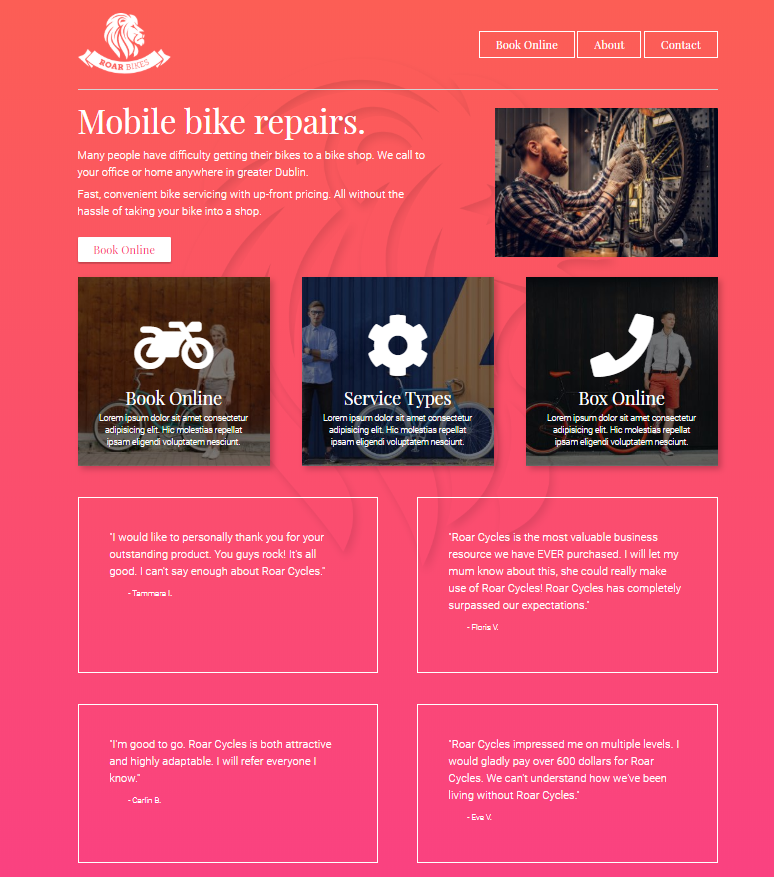 ROAR BIKES
Book Online
About
Contact
Mobile bike repairs.
Many people have difficulty getting their bikes to a bike shop. We call to
your office or home anywhere in greater Dublin.
Fast, convenient bike servicing with up-front pricing. All without the
hassle of taking your bike into a shop.
Book Online
Book Online
Lorem ipsum dolor sit amet consectetur
adipisicing elit. Hic molestias repellat
ipsam eligendi voluptatem nesciunt.
Service Types
Lorem ipsum dolor sit amet consectetur
adipisicing elit. Hic molestias repellat
ipsam eligendi voluptatem nesciunt.
Box Online
Lorem ipsum dolor sit amet consectetur
adipisicing elit. Hic molestias repellat
ipsam eligendi voluptatem nesciunt.
"I would like to personally thank you for your
outstanding product. You guys rock! It's all
good. I can't say enough about Roar Cycles."
- Tammara I.
"Roar Cycles is the most valuable business
resource we have EVER purchased. I will let my
mum know about this, she could really make
use of Roar Cycles! Roar Cycles has completely
surpassed our expectations."
- Floris V.
"I'm good to go. Roar Cycles is both attractive
and highly adaptable. I will refer everyone I
know."
- Carlin B.
"Roar Cycles impressed me on multiple levels. I
would gladly pay over 600 dollars for Roar
Cycles. We can't understand how we've been
living without Roar Cycles."
- Eve V.